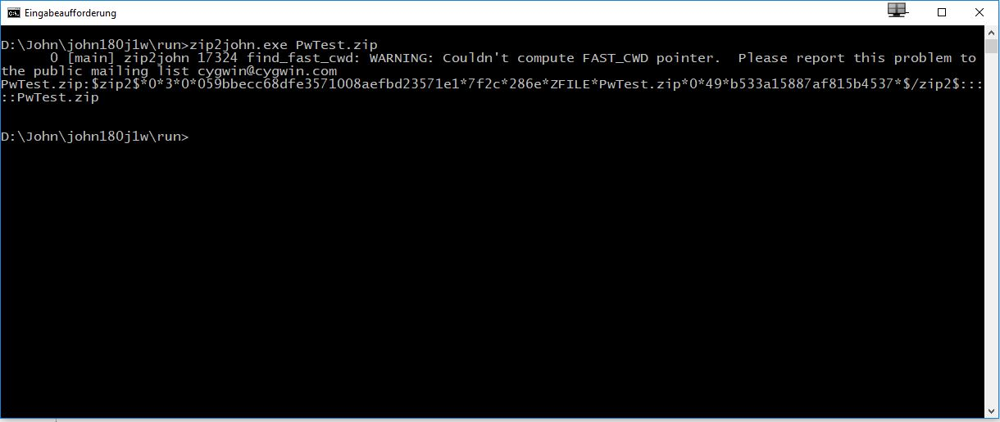 Eingabeaufforderung
D:\John\john180j1w\run>zip2john.exe PwTest.zip
      0 [main] zip2john 17324 find_fast_cwd: WARNING: Couldn't compute FAST_CWD pointer.  Please report this problem to
the public mailing list cygwin@cygwin.com
PwTest.zip:$zip2$*0*3*0*059bbecc68dfe3571008aefbd23571e1*7f2c*286e*ZFILE*PwTest.zip*0*49*b533a15887af815b4537*$/zip2$:::
::PwTest.zip
D:\John\john180j1w\run>